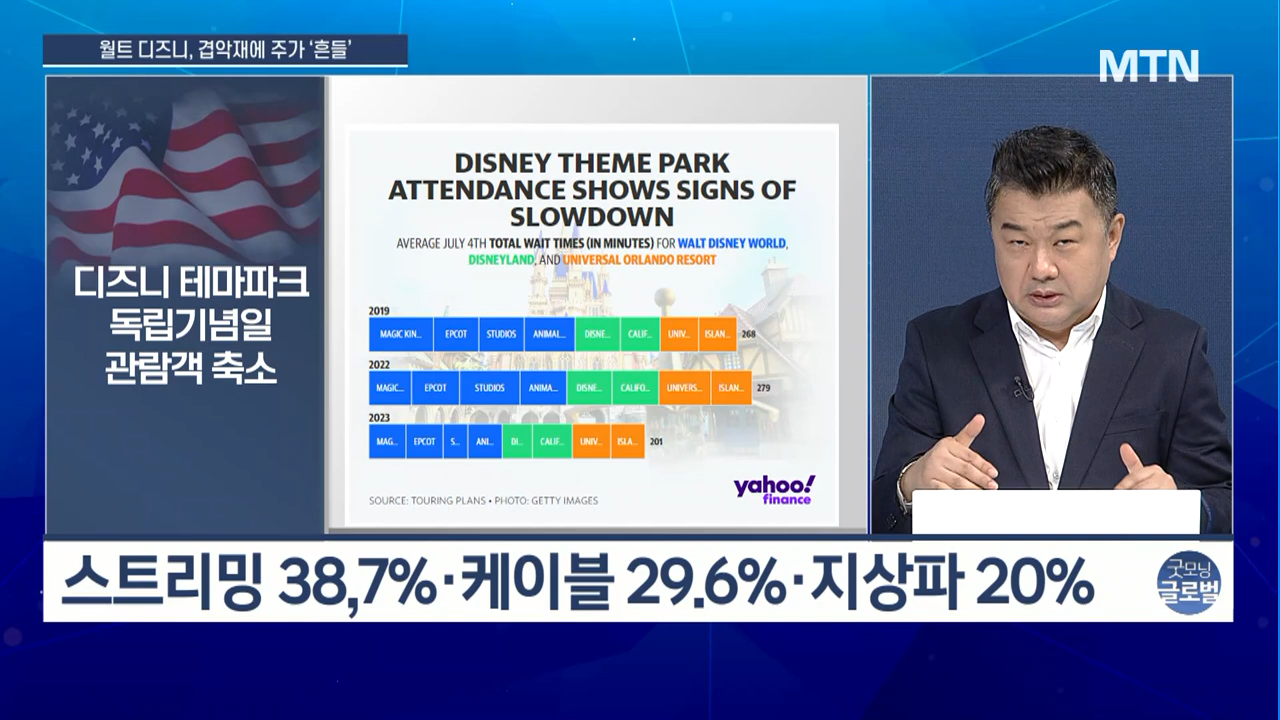 월트 디즈니, 겹악재에 주가 ‘흔들’
MTN
디즈니 테마파크
독립기념일
관람객 축소
DISNEY THEME PARK
ATTENDANCE SHOWS SIGNS OF
SLOWDOWN
AVERAGE JULY 4TH TOTAL WAIT TIMES (IN MINUTES) FOR WALT DISNEY WORLD,
DISNEYLAND, AND UNIVERSAL ORLANDO RESORT
2019
MAGIC KIN... EPCOT STUDIOS ANIMAL... DISNE... CALIF... UNIV... ISLAN... 268
2022
MAGIC... EPCOT STUDIOS ANIMA... DISNE... CALIFO... UNIVERS... ISLAN... 279
2023
MAG... EPCOT S... ANI... DI... CALIF... UNIV... ISLA... 201
yahoo!
finance
SOURCE: TOURING PLANS • PHOTO: GETTY IMAGES
스트리밍 38,7%·케이블 29.6%·지상파 20%
굿모닝
글로벌